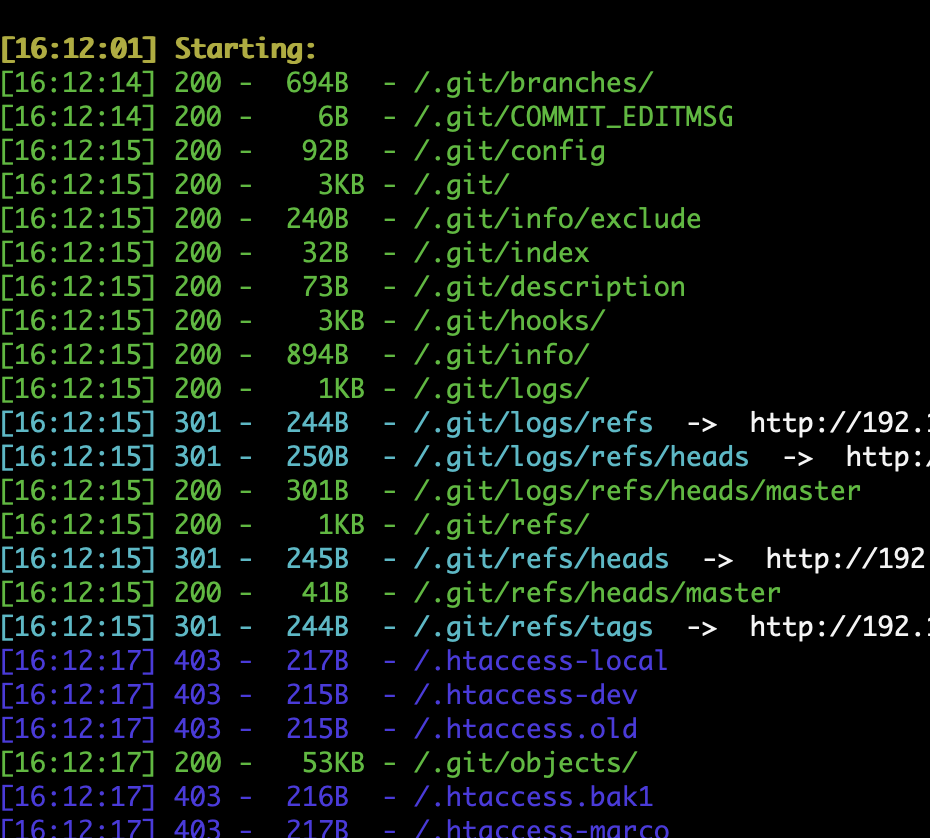 [16:12:01] Starting:
[16:12:14] 200 -  694B  - /.git/branches/
[16:12:14] 200 -    6B  - /.git/COMMIT_EDITMSG
[16:12:15] 200 -   92B  - /.git/config
[16:12:15] 200 -    3KB - /.git/
[16:12:15] 200 -  240B  - /.git/info/exclude
[16:12:15] 200 -   32B  - /.git/index
[16:12:15] 200 -   73B  - /.git/description
[16:12:15] 200 -    3KB - /.git/hooks/
[16:12:15] 200 -  894B  - /.git/info/
[16:12:15] 200 -    1KB - /.git/logs/
[16:12:15] 301 -  244B  - /.git/logs/refs  ->  http://192.1
[16:12:15] 301 -  250B  - /.git/logs/refs/heads  ->  http:/
[16:12:15] 200 -  301B  - /.git/logs/refs/heads/master
[16:12:15] 200 -    1KB - /.git/refs/
[16:12:15] 301 -  245B  - /.git/refs/heads  ->  http://192
[16:12:15] 200 -   41B  - /.git/refs/heads/master
[16:12:15] 301 -  244B  - /.git/refs/tags  ->  http://192.1
[16:12:17] 403 -  217B  - /.htaccess-local
[16:12:17] 403 -  215B  - /.htaccess-dev
[16:12:17] 403 -  215B  - /.htaccess.old
[16:12:17] 200 -   53KB - /.git/objects/
[16:12:17] 403 -  216B  - /.htaccess.bak1
[16:12:17] 403 -  217B  - /.htaccess-marco